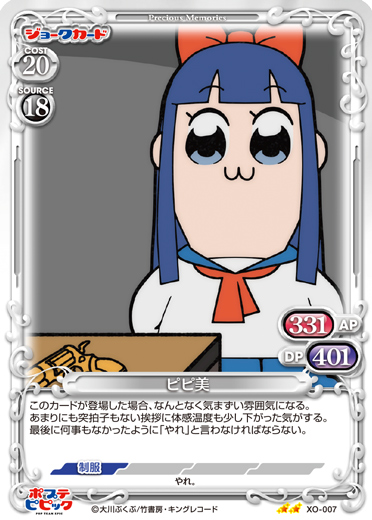 Precious Memories
ジョークカード
COST
20
SOURCE
18
331 AP
DP 401
ピピ美
このカードが登場した場合、なんとなく気まずい雰囲気になる。
あまりにも突拍子もない挨拶に体感温度も少し下がった気がする。
最後に何事もなかったように「やれ」と言わなければならない。
制服
やれ。
ポプテピピック
POP TEAM EPIC
©大川ぶくぶ/竹書房・キングレコード
XO-007